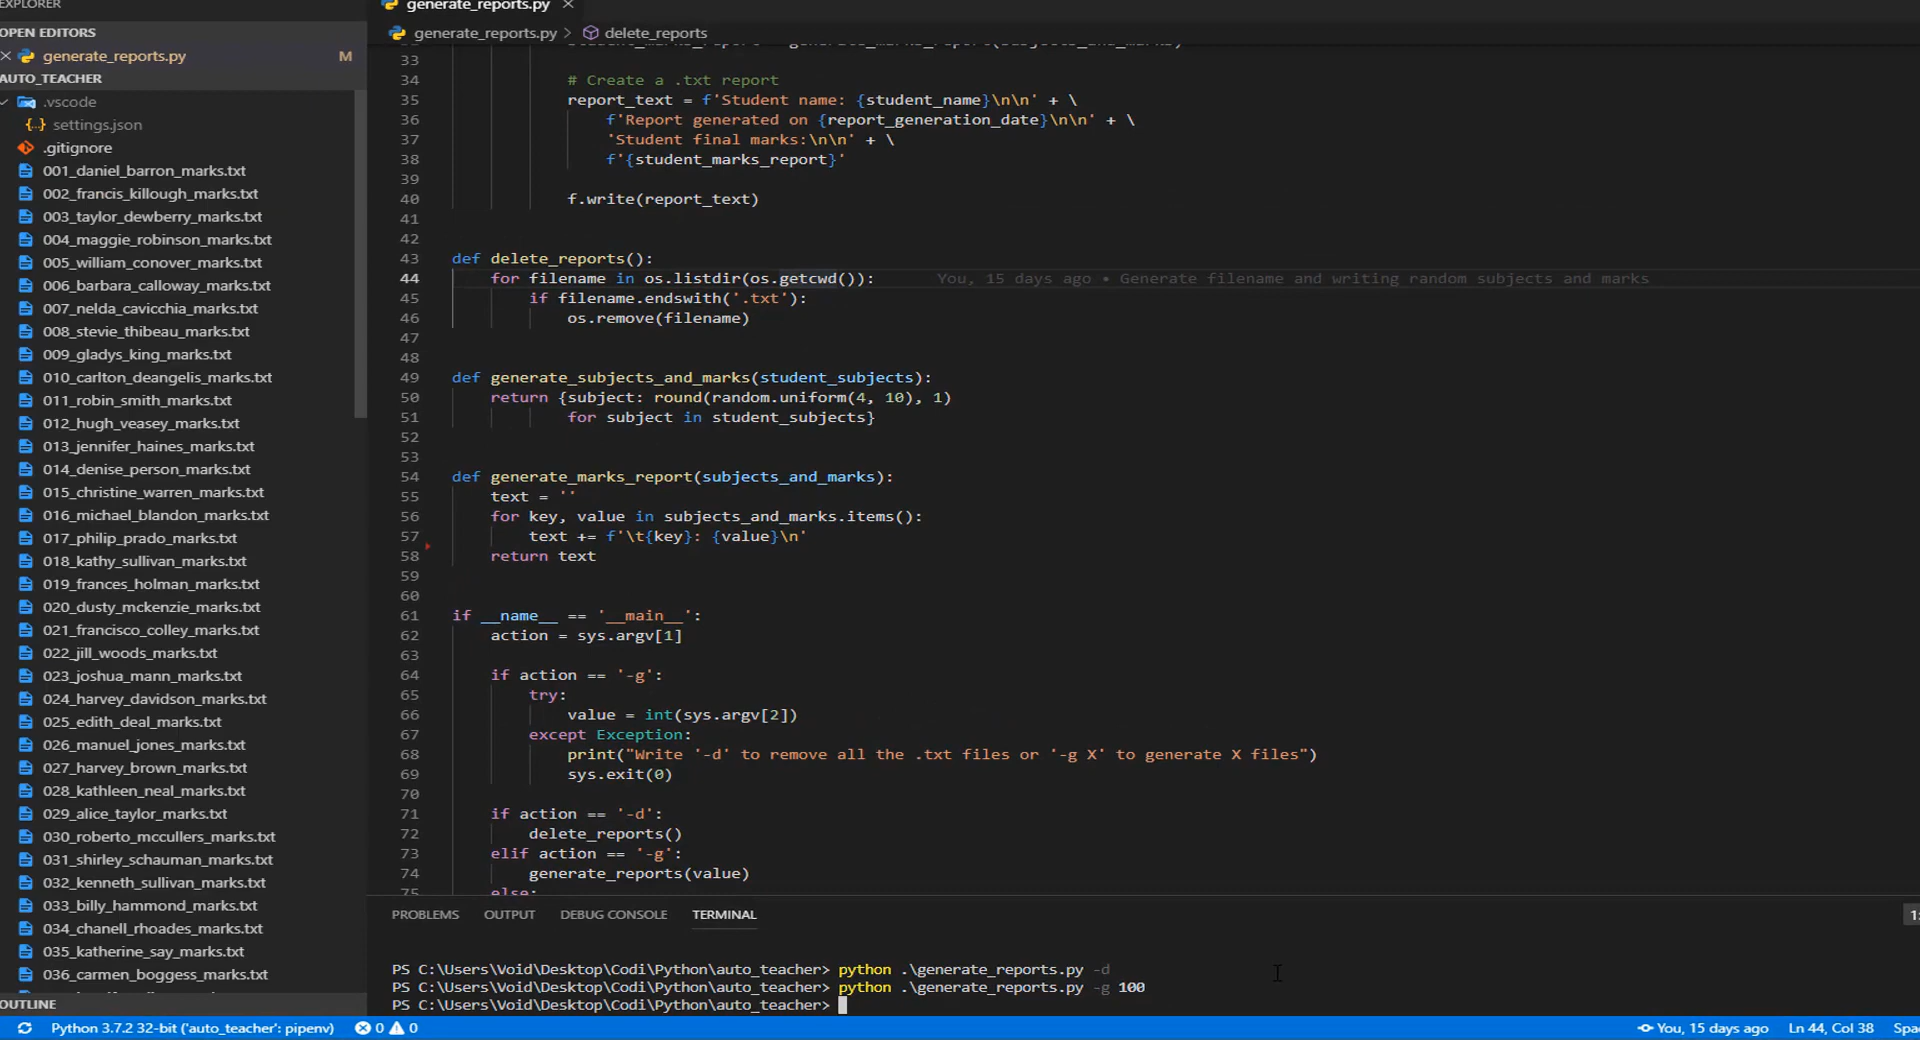 EXPLORER
OPEN EDITORS
generate_reports.py M
AUTO_TEACHER
.vscode
{..} settings.json
.gitignore
001_daniel_barron_marks.txt
002_francis_killough_marks.txt
003_taylor_dewberry_marks.txt
004_maggie_robinson_marks.txt
005_william_conover_marks.txt
006_barbara_calloway_marks.txt
007_nelda_cavicchia_marks.txt
008_stevie_thibeau_marks.txt
009_gladys_king_marks.txt
010_carlton_deangelis_marks.txt
011_robin_smith_marks.txt
012_hugh_veasey_marks.txt
013_jennifer_haines_marks.txt
014_denise_person_marks.txt
015_christine_warren_marks.txt
016_michael_blandon_marks.txt
017_philip_prado_marks.txt
018_kathy_sullivan_marks.txt
019_frances_holman_marks.txt
020_dusty_mckenzie_marks.txt
021_francisco_colley_marks.txt
022_jill_woods_marks.txt
023_joshua_mann_marks.txt
024_harvey_davidson_marks.txt
025_edith_deal_marks.txt
026_manuel_jones_marks.txt
027_harvey_brown_marks.txt
028_kathleen_neal_marks.txt
029_alice_taylor_marks.txt
030_roberto_mccullers_marks.txt
031_shirley_schauman_marks.txt
032_kenneth_sullivan_marks.txt
033_billy_hammond_marks.txt
034_chanell_rhoades_marks.txt
035_katherine_say_marks.txt
036_carmen_boggess_marks.txt
OUTLINE
generate_reports.py
generate_reports.py > delete_reports
33
34 # Create a .txt report
35 report_text = f'Student name: {student_name}\n\n' + \
36 f'Report generated on {report_generation_date}\n\n' + \
37 'Student final marks:\n\n' + \
38 f'{student_marks_report}'
39
40 f.write(report_text)
41
42
43 def delete_reports():
44 for filename in os.listdir(os.getcwd()): You, 15 days ago • Generate filename and writing random subjects and marks
45 if filename.endswith('.txt'):
46 os.remove(filename)
47
48
49 def generate_subjects_and_marks(student_subjects):
50 return {subject: round(random.uniform(4, 10), 1)
51 for subject in student_subjects}
52
53
54 def generate_marks_report(subjects_and_marks):
55 text = ''
56 for key, value in subjects_and_marks.items():
57 text += f'\t{key}: {value}\n'
58 return text
59
60
61 if __name__ == '__main__':
62 action = sys.argv[1]
63
64 if action == '-g':
65 try:
66 value = int(sys.argv[2])
67 except Exception:
68 print("Write '-d' to remove all the .txt files or '-g X' to generate X files")
69 sys.exit(0)
70
71 if action == '-d':
72 delete_reports()
73 elif action == '-g':
74 generate_reports(value)
75 else:
PROBLEMS OUTPUT DEBUG CONSOLE TERMINAL 1:
PS C:\Users\Void\Desktop\Codi\Python\auto_teacher> python .\generate_reports.py -d
PS C:\Users\Void\Desktop\Codi\Python\auto_teacher> python .\generate_reports.py -g 100
PS C:\Users\Void\Desktop\Codi\Python\auto_teacher>
Python 3.7.2 32-bit ('auto_teacher': pipenv) 0 0 You, 15 days ago Ln 44, Col 38 Spac